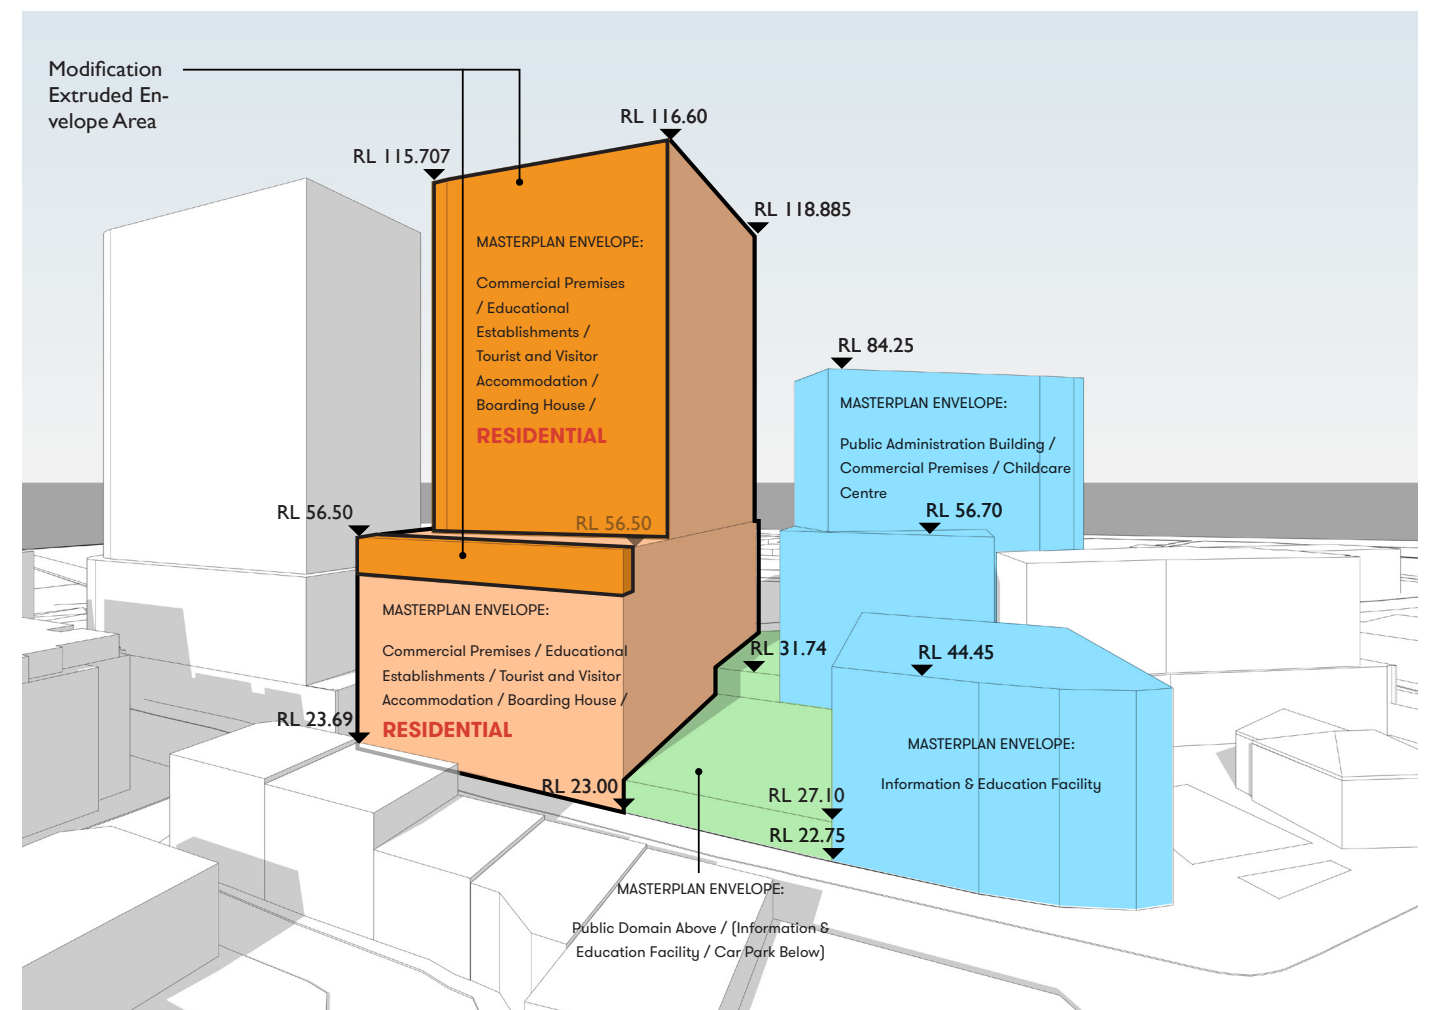 Modification
Extruded En-
velope Area
RL 116.60
RL 115.707
RL 118.885
MASTERPLAN ENVELOPE:
Commercial Premises
/ Educational
Establishments /
Tourist and Visitor
Accommodation /
Boarding House /
RESIDENTIAL
RL 84.25
MASTERPLAN ENVELOPE:
Public Administration Building /
Commercial Premises / Childcare
Centre
RL 56.50
RL 56.50
RL 56.70
MASTERPLAN ENVELOPE:
Commercial Premises / Educational
Establishments / Tourist and Visitor
Accommodation / Boarding House /
RESIDENTIAL
RL 31.74
RL 44.45
RL 23.69
RL 23.00
MASTERPLAN ENVELOPE:
Information & Education Facility
RL 27.10
RL 22.75
MASTERPLAN ENVELOPE:
Public Domain Above / (Information &
Education Facility / Car Park Below)